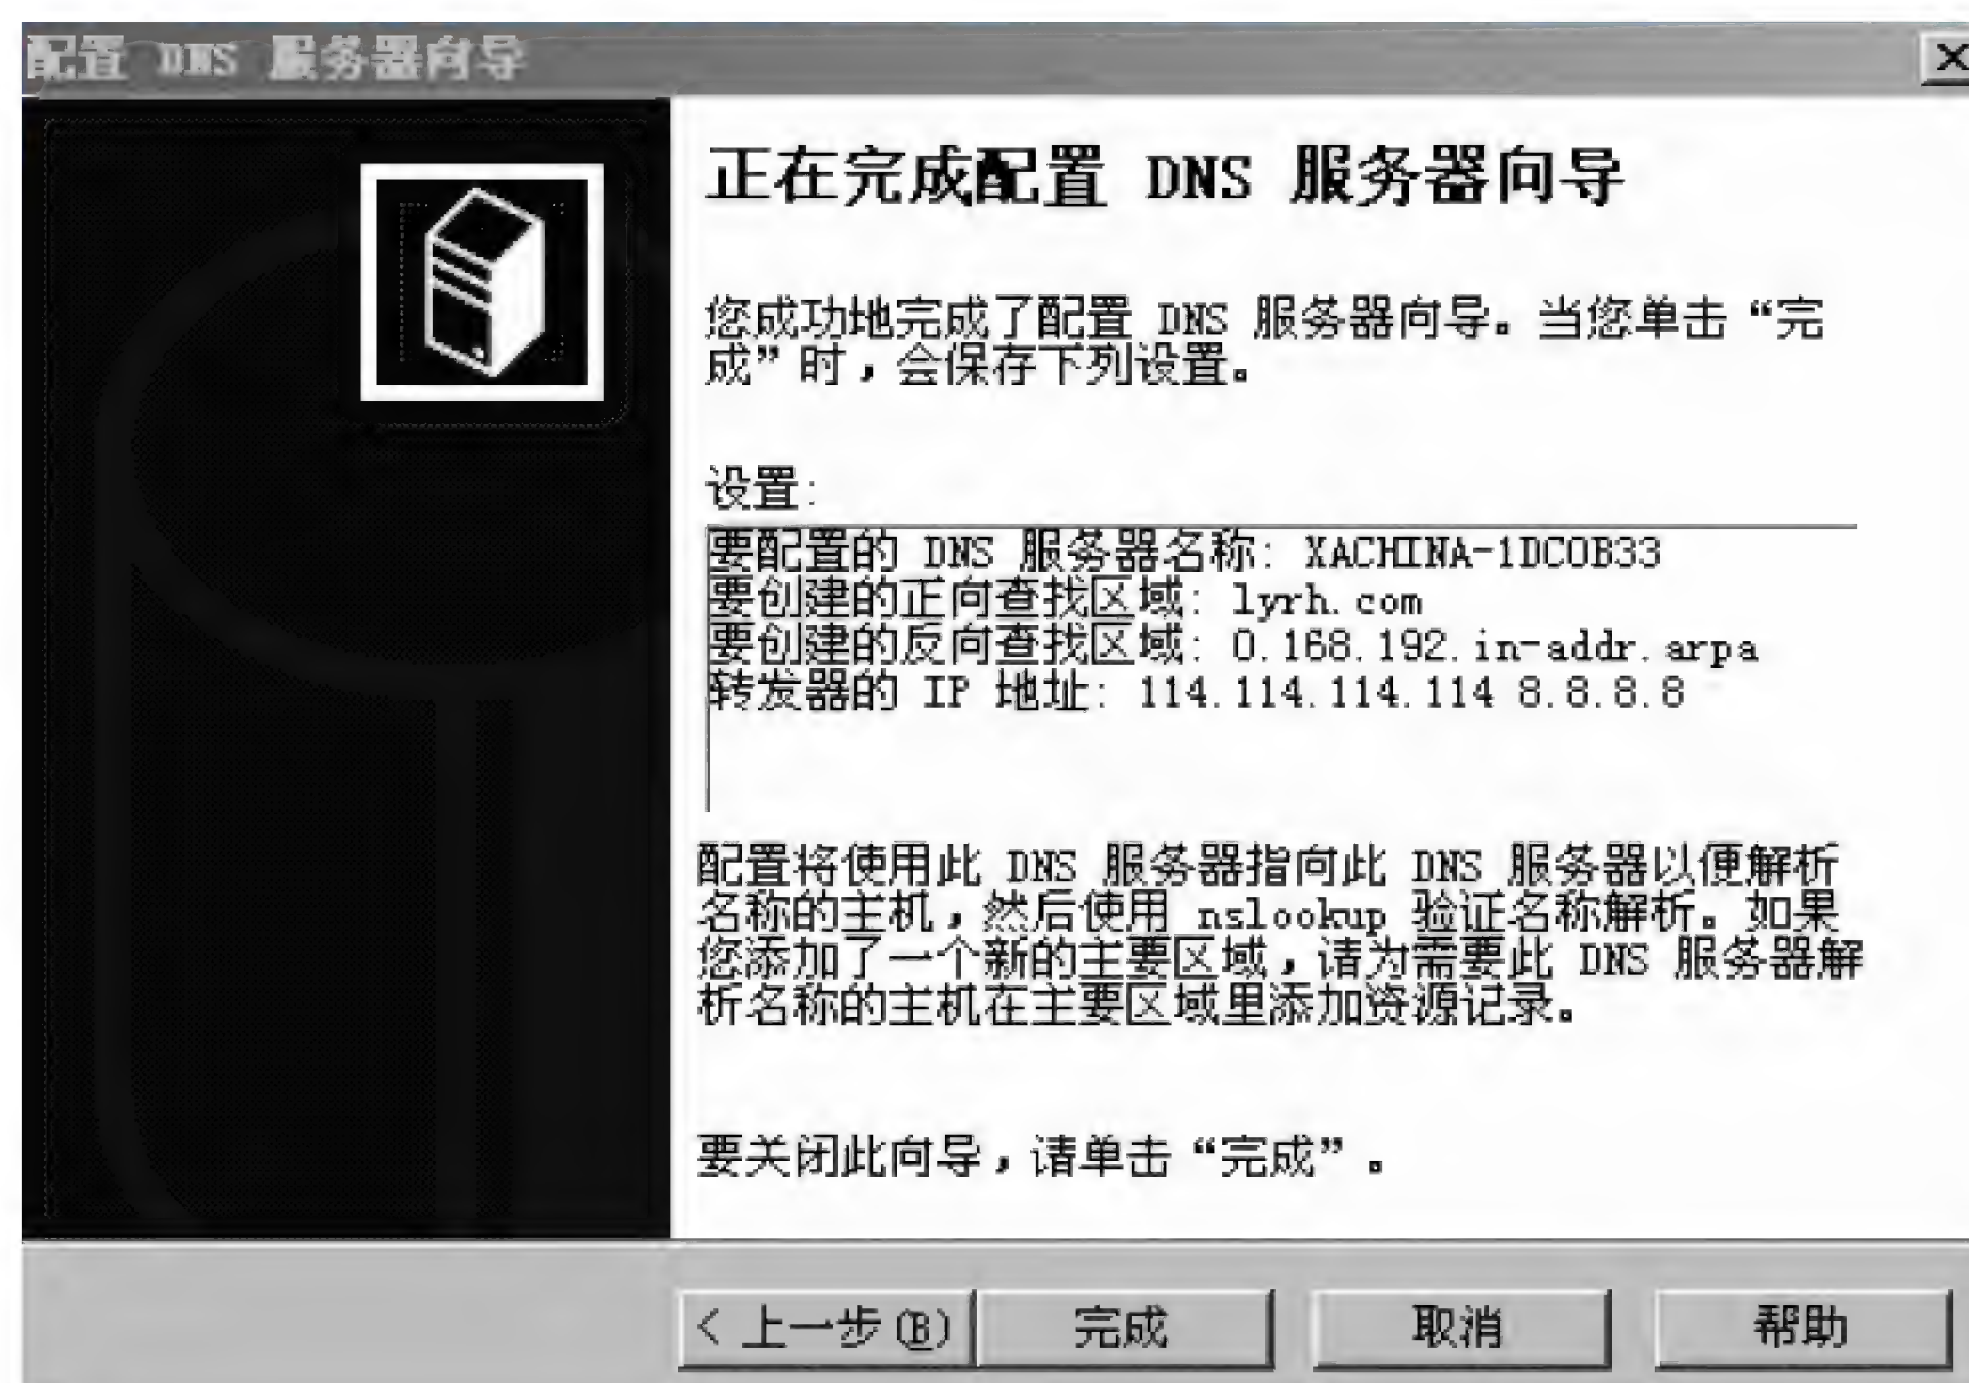 配置 DNS 服务器向导
正在完成配置 DNS 服务器向导
您成功地完成了配置 DNS 服务器向导。当您单击“完
成”时，会保存下列设置。
设置:
要配置的 DNS 服务器名称: XACHINA-1DC0B33
要创建的正向查找区域: lyrh.com
要创建的反向查找区域: 0.168.192.in-addr.arpa
转发器的 IP 地址: 114.114.114.114 8.8.8.8
配置将使用此 DNS 服务器指向此 DNS 服务器以便解析
名称的主机，然后使用 nslookup 验证名称解析。如果
您添加了一个新的主要区域，请为需要此 DNS 服务器解
析名称的主机在主要区域里添加资源记录。
要关闭此向导，请单击“完成”。
< 上一步(B) 完成 取消 帮助